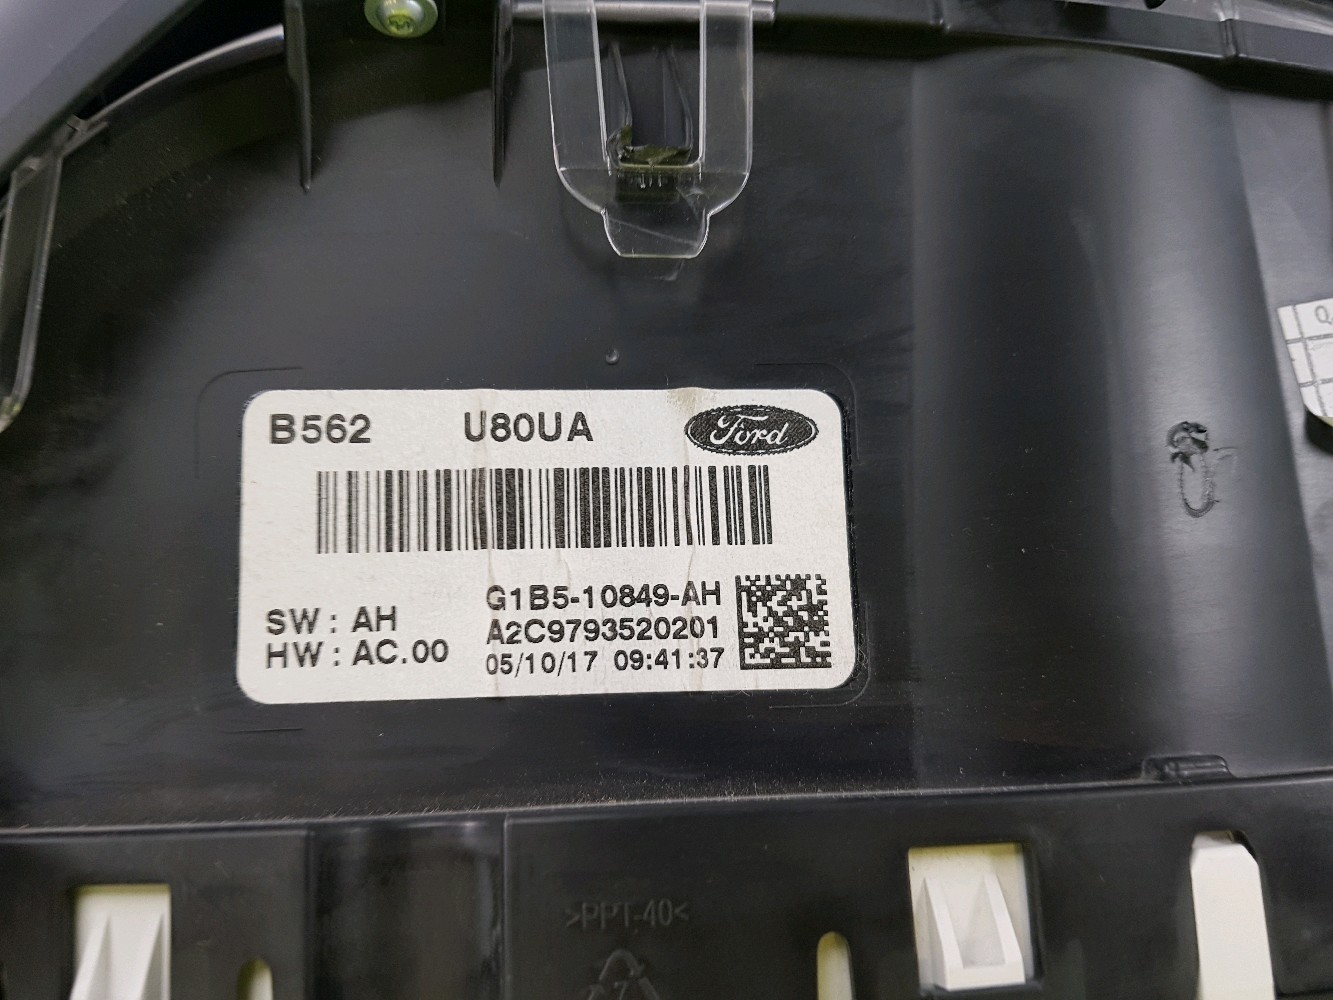 B562 U80UA Ford
G1B5-10849-AH
SW : AH A2C9793520201
HW : AC.00 05/10/17 09:41:37
>PPT-40<
7
Q